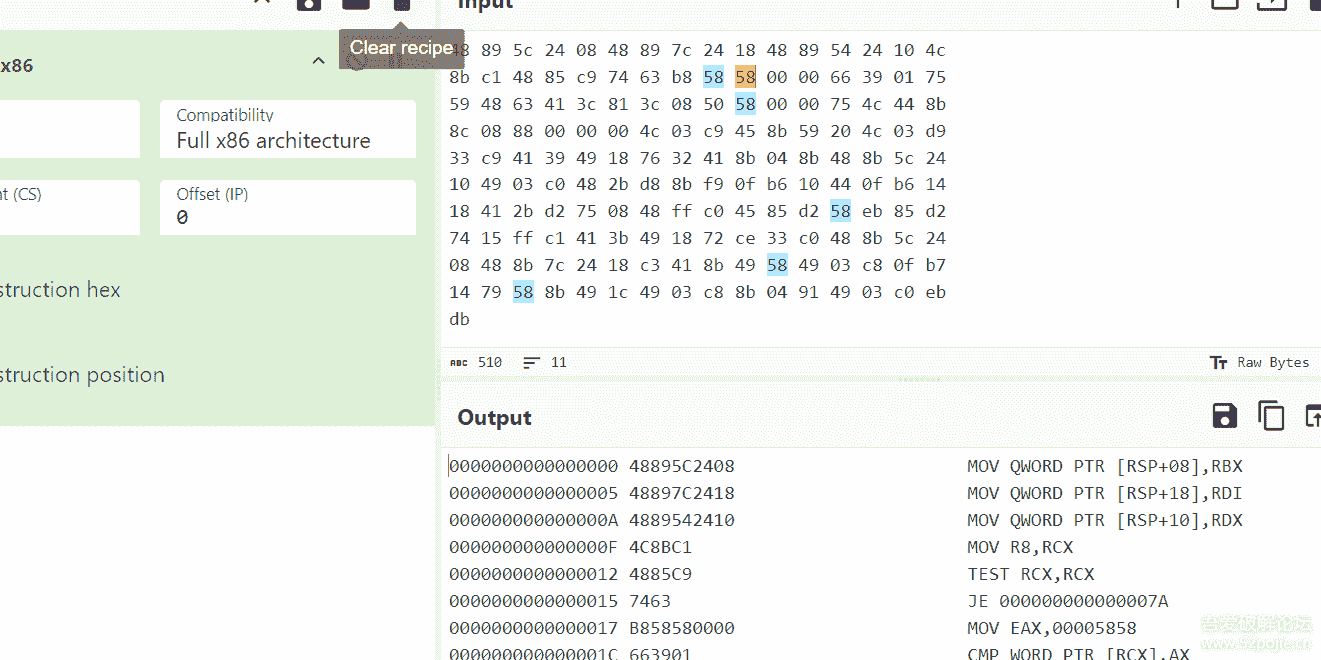 Input
Clear recipe
x86
Compatibility
Full x86 architecture
t (CS)
Offset (IP)
0
struction hex
struction position
48 89 5c 24 08 48 89 7c 24 18 48 89 54 24 10 4c
8b c1 48 85 c9 74 63 b8 58 58 00 00 66 39 01 75
59 48 63 41 3c 81 3c 08 50 58 00 00 75 4c 44 8b
8c 08 88 00 00 00 4c 03 c9 45 8b 59 20 4c 03 d9
33 c9 41 39 49 18 76 32 41 8b 04 8b 48 8b 5c 24
10 49 03 c0 48 2b d8 8b f9 0f b6 10 44 0f b6 14
18 41 2b d2 75 08 48 ff c0 45 85 d2 58 eb 85 d2
74 15 ff c1 41 3b 49 18 72 ce 33 c0 48 8b 5c 24
08 48 8b 7c 24 18 c3 41 8b 49 58 49 03 c8 0f b7
14 79 58 8b 49 1c 49 03 c8 8b 04 91 49 03 c0 eb
db
ABC 510
11
Tт Raw Bytes
Output
0000000000000000 48895C2408 MOV QWORD PTR [RSP+08],RBX
0000000000000005 48897C2418 MOV QWORD PTR [RSP+18],RDI
000000000000000A 4889542410 MOV QWORD PTR [RSP+10],RDX
000000000000000F 4C8BC1 MOV R8,RCX
0000000000000012 4885C9 TEST RCX,RCX
0000000000000015 7463 JE 000000000000007A
0000000000000017 B858580000 MOV EAX,00005858
000000000000001C 663901 CMP WORD PTR [RCX],AX
吾爱破解论坛
www.52pojie.cn